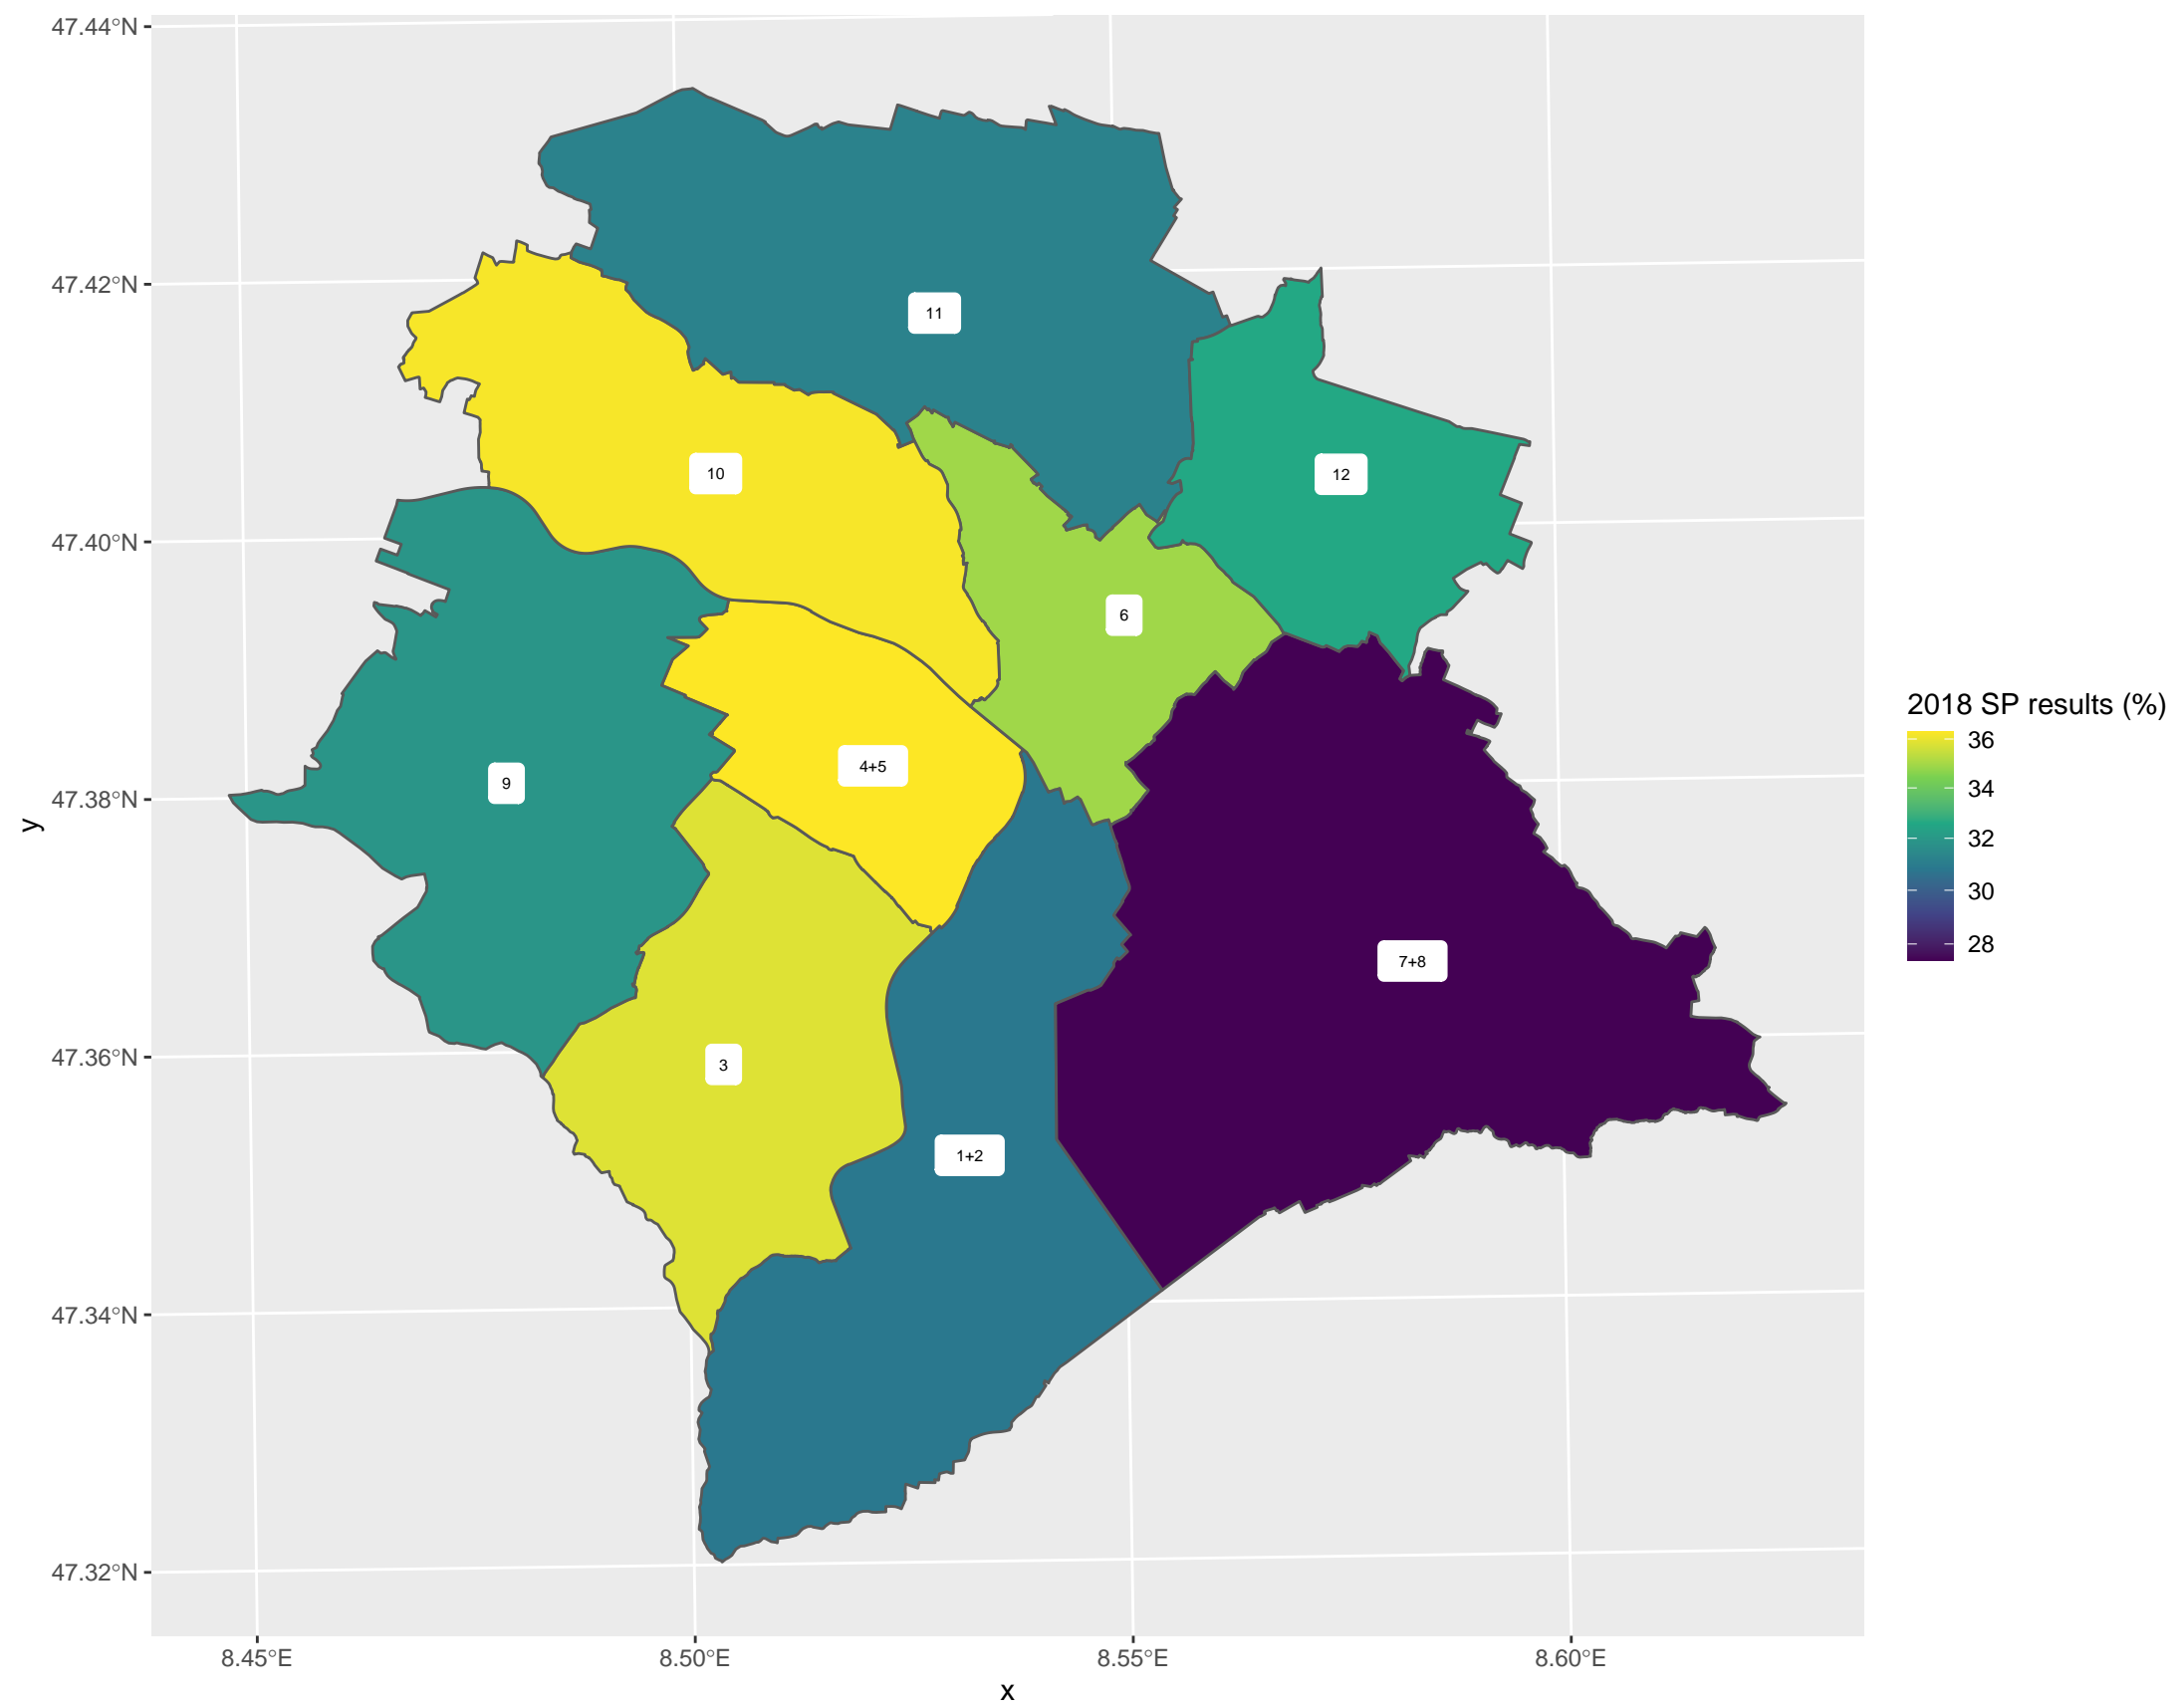 47.44°N
47.42°N
47.40°N
47.38°N
47.36°N
47.34°N
47.32°N
y
11
10
12
6
4+5
9
7+8
3
1+2
8.45°E 8.50°E 8.55°E 8.60°E
x
2018 SP results (%)
36
34
32
30
28